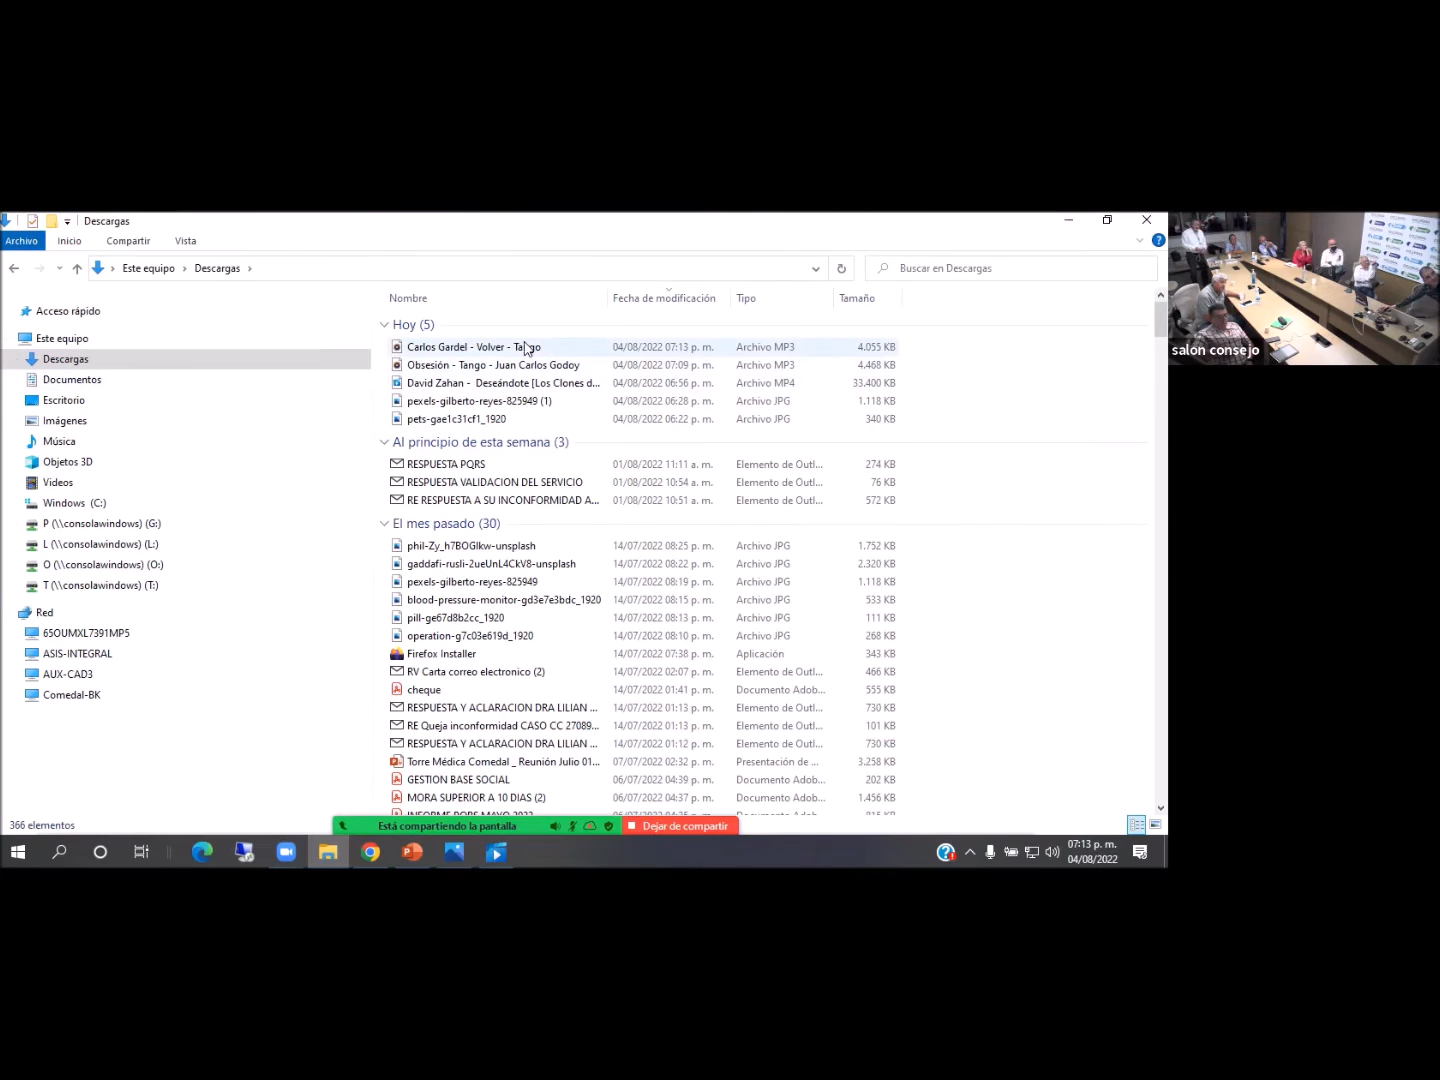 Descargas
Archivo Inicio Compartir Vista
Este equipo › Descargas ›
Buscar en Descargas
Nombre Fecha de modificación Tipo Tamaño
Acceso rápido
Este equipo
Descargas
Documentos
Escritorio
Imágenes
Música
Objetos 3D
Videos
Windows (C:)
P (\\consolawindows) (G:)
L (\\consolawindows) (L:)
O (\\consolawindows) (O:)
T (\\consolawindows) (T:)
Red
65OUMXL7391MP5
ASIS-INTEGRAL
AUX-CAD3
Comedal-BK
Hoy (5)
Carlos Gardel - Volver - Tango 04/08/2022 07:13 p. m. Archivo MP3 4.055 KB
Obsesión - Tango - Juan Carlos Godoy 04/08/2022 07:09 p. m. Archivo MP3 4.468 KB
David Zahan - Deseándote [Los Clones d... 04/08/2022 06:56 p. m. Archivo MP4 33.400 KB
pexels-gilberto-reyes-825949 (1) 04/08/2022 06:28 p. m. Archivo JPG 1.118 KB
pets-gae1c31cf1_1920 04/08/2022 06:22 p. m. Archivo JPG 340 KB
Al principio de esta semana (3)
RESPUESTA PQRS 01/08/2022 11:11 a. m. Elemento de Outl... 274 KB
RESPUESTA VALIDACION DEL SERVICIO 01/08/2022 10:54 a. m. Elemento de Outl... 76 KB
RE RESPUESTA A SU INCONFORMIDAD A... 01/08/2022 10:51 a. m. Elemento de Outl... 572 KB
El mes pasado (30)
phil-Zy_h7BOGlkw-unsplash 14/07/2022 08:25 p. m. Archivo JPG 1.752 KB
gaddafi-rusli-2ueUnL4CkV8-unsplash 14/07/2022 08:22 p. m. Archivo JPG 2.320 KB
pexels-gilberto-reyes-825949 14/07/2022 08:19 p. m. Archivo JPG 1.118 KB
blood-pressure-monitor-gd3e7e3bdc_1920 14/07/2022 08:15 p. m. Archivo JPG 533 KB
pill-ge67d8b2cc_1920 14/07/2022 08:13 p. m. Archivo JPG 111 KB
operation-g7c03e619d_1920 14/07/2022 08:10 p. m. Archivo JPG 268 KB
Firefox Installer 14/07/2022 07:38 p. m. Aplicación 343 KB
RV Carta correo electronico (2) 14/07/2022 02:07 p. m. Elemento de Outl... 466 KB
cheque 14/07/2022 01:41 p. m. Documento Adob... 555 KB
RESPUESTA Y ACLARACION DRA LILIAN ... 14/07/2022 01:13 p. m. Elemento de Outl... 730 KB
RE Queja inconformidad CASO CC 27089... 14/07/2022 01:13 p. m. Elemento de Outl... 101 KB
RESPUESTA Y ACLARACION DRA LILIAN ... 14/07/2022 01:12 p. m. Elemento de Outl... 730 KB
Torre Médica Comedal _ Reunión Julio 01... 07/07/2022 02:32 p. m. Presentación de ... 3.258 KB
GESTION BASE SOCIAL 06/07/2022 04:39 p. m. Documento Adob... 202 KB
MORA SUPERIOR A 10 DIAS (2) 06/07/2022 04:37 p. m. Documento Adob... 1.456 KB
366 elementos
Está compartiendo la pantalla
Dejar de compartir
07:13 p. m.
04/08/2022
salon consejo